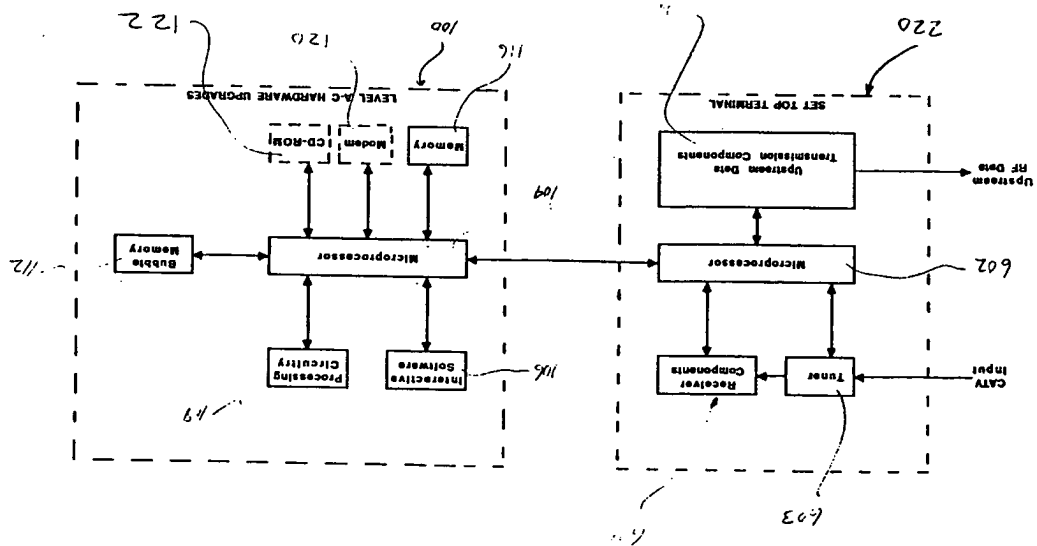 603
CATV
Input
Tuner
Receiver
Components
106
Interactive
Software
Processing
Circuitry
602
Microprocessor
109
Microprocessor
Bubble
Memory
112
Upstream
RF Data
Upstream Data
Transmission Components
Memory
Modem
CD-ROM
SET TOP TERMINAL
LEVEL A-C HARDWARE UPGRADES
220
116
100
120
122